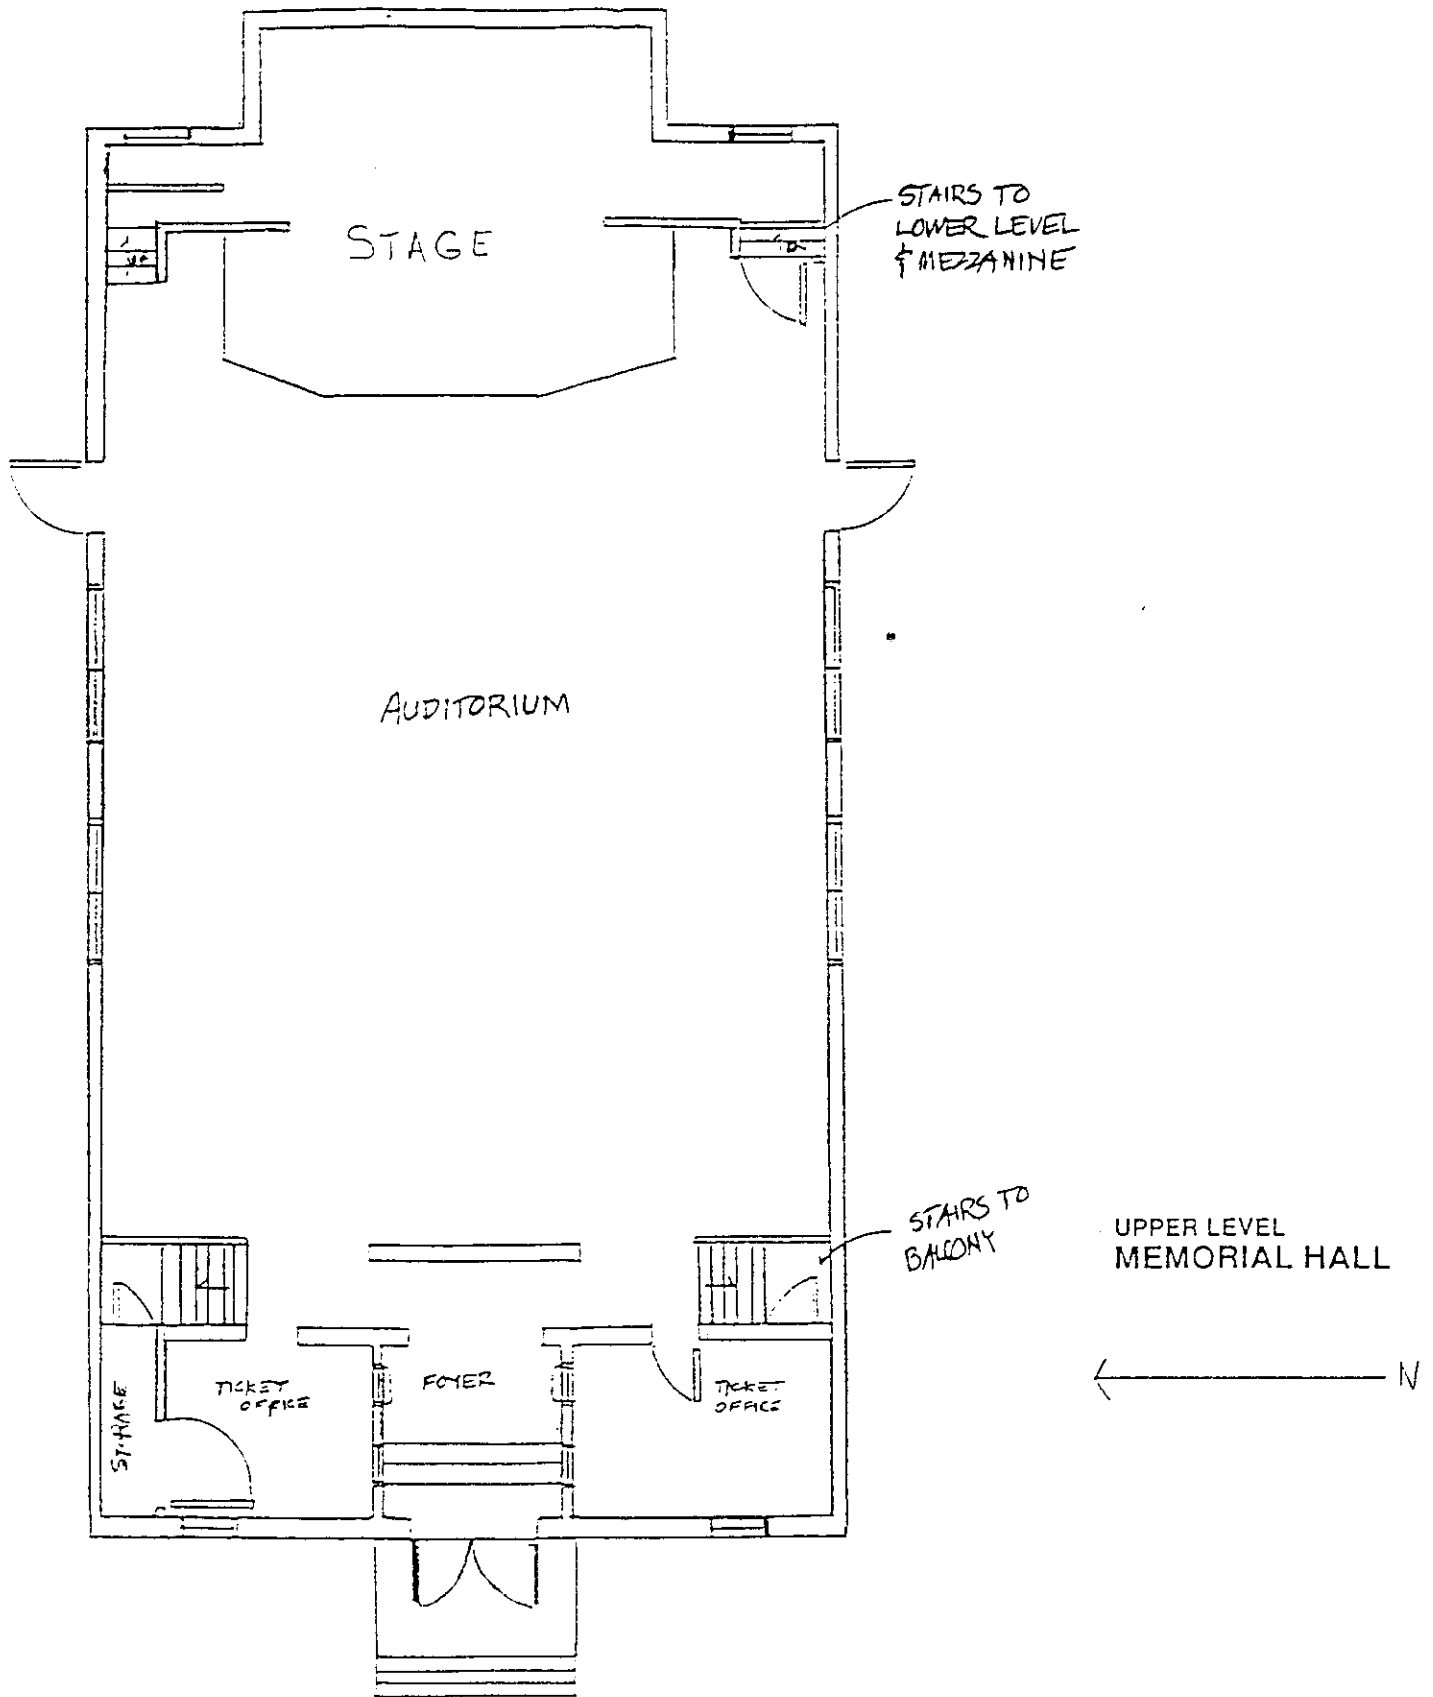 STAGE
STAIRS TO
LOWER LEVEL
& MEZZANINE
UP
AUDITORIUM
STAIRS TO
BALCONY
UPPER LEVEL
MEMORIAL HALL
N
STORAGE
TICKET
OFFICE
FOYER
TICKET
OFFICE